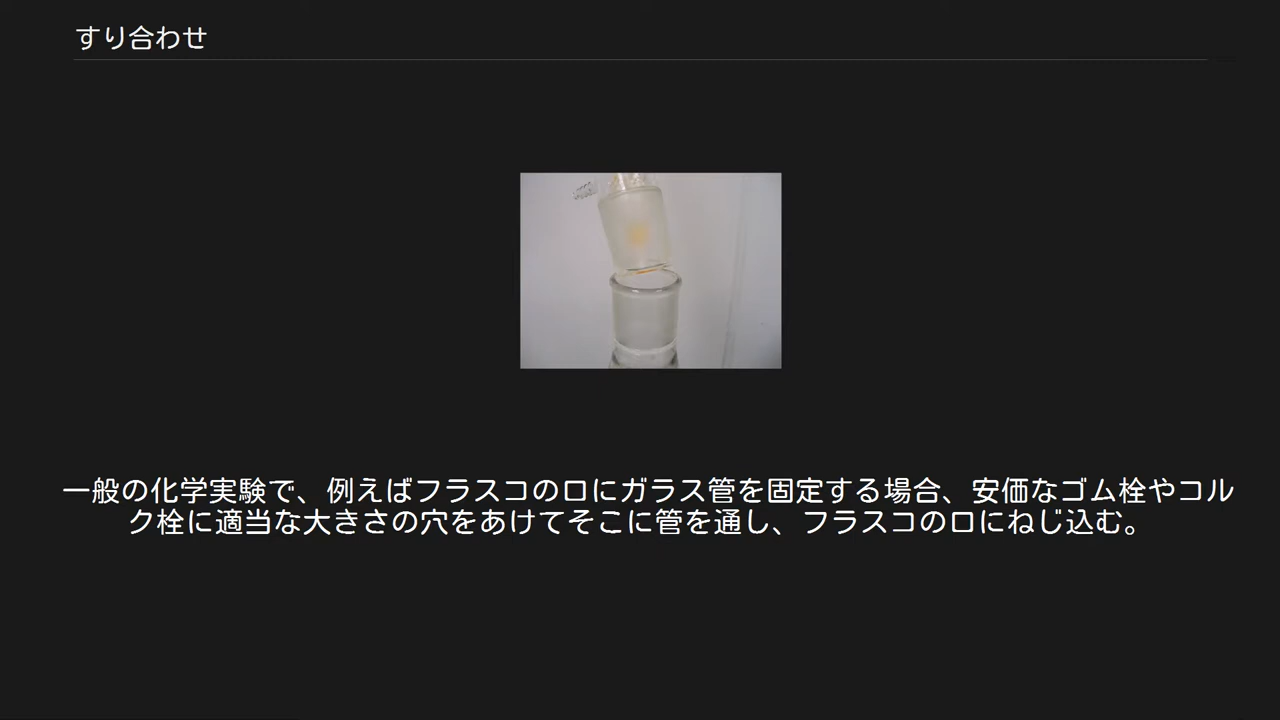 すり合わせ
一般の化学実験で、例えばフラスコの口にガラス管を固定する場合、安価なゴム栓やコル
ク栓に適当な大きさの穴をあけてそこに管を通し、フラスコの口にねじ込む。